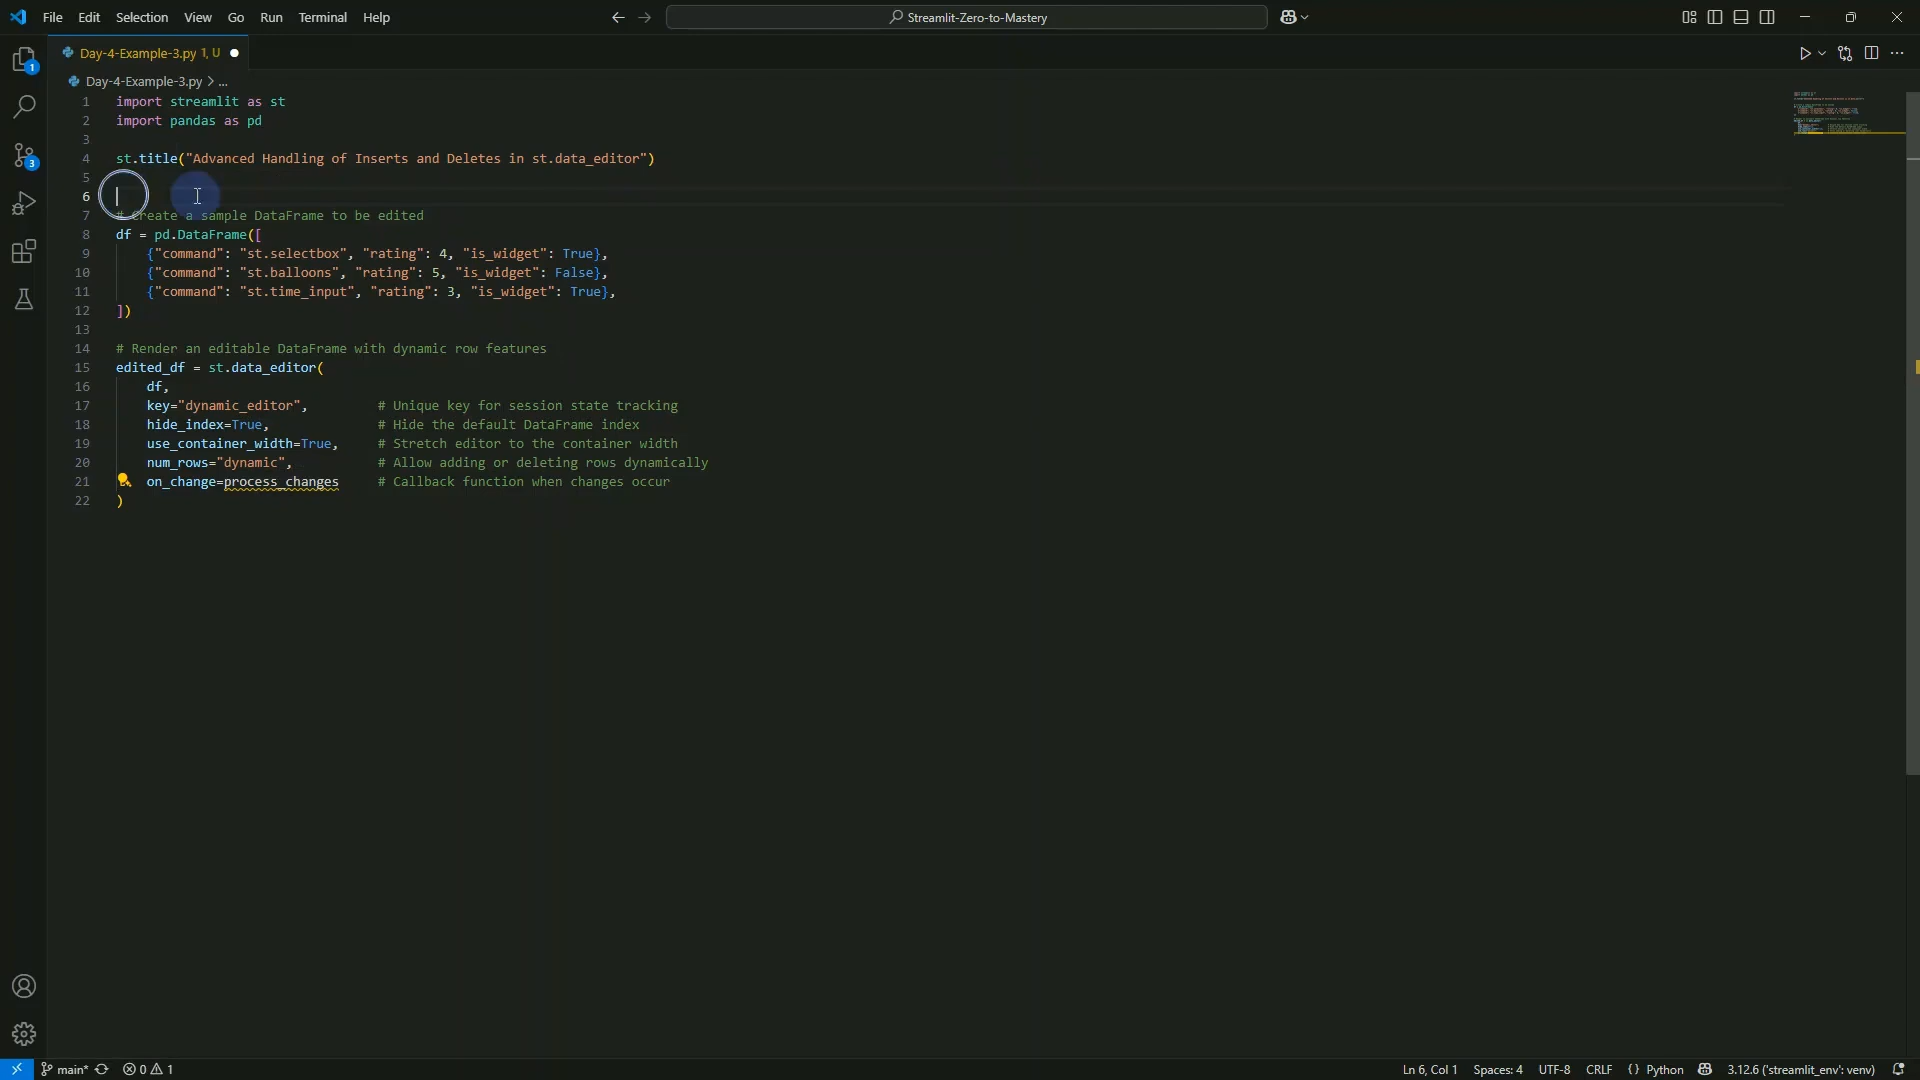 File Edit Selection View Go Run Terminal Help
Streamlit-Zero-to-Mastery
Day-4-Example-3.py 1, U
Day-4-Example-3.py > ...
1 import streamlit as st
2 import pandas as pd
3
4 st.title("Advanced Handling of Inserts and Deletes in st.data_editor")
5
6
7 # Create a sample DataFrame to be edited
8 df = pd.DataFrame([
9 {"command": "st.selectbox", "rating": 4, "is_widget": True},
10 {"command": "st.balloons", "rating": 5, "is_widget": False},
11 {"command": "st.time_input", "rating": 3, "is_widget": True},
12 ])
13
14 # Render an editable DataFrame with dynamic row features
15 edited_df = st.data_editor(
16 df,
17 key="dynamic_editor", # Unique key for session state tracking
18 hide_index=True, # Hide the default DataFrame index
19 use_container_width=True, # Stretch editor to the container width
20 num_rows="dynamic", # Allow adding or deleting rows dynamically
21 on_change=process_changes # Callback function when changes occur
22 )
1
3
main* 0 1 Ln 6, Col 1 Spaces: 4 UTF-8 CRLF {} Python 3.12.6 ('streamlit_env': venv)